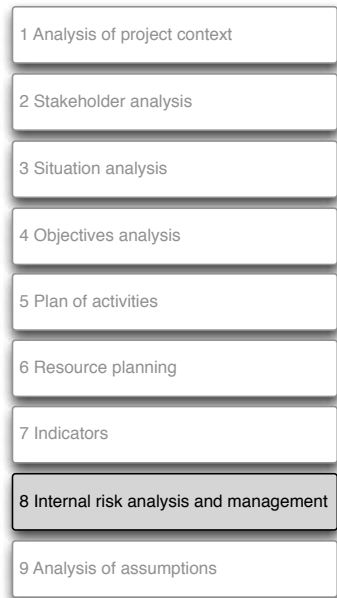 1 Analysis of project context
2 Stakeholder analysis
3 Situation analysis
4 Objectives analysis
5 Plan of activities
6 Resource planning
7 Indicators
8 Internal risk analysis and management
9 Analysis of assumptions